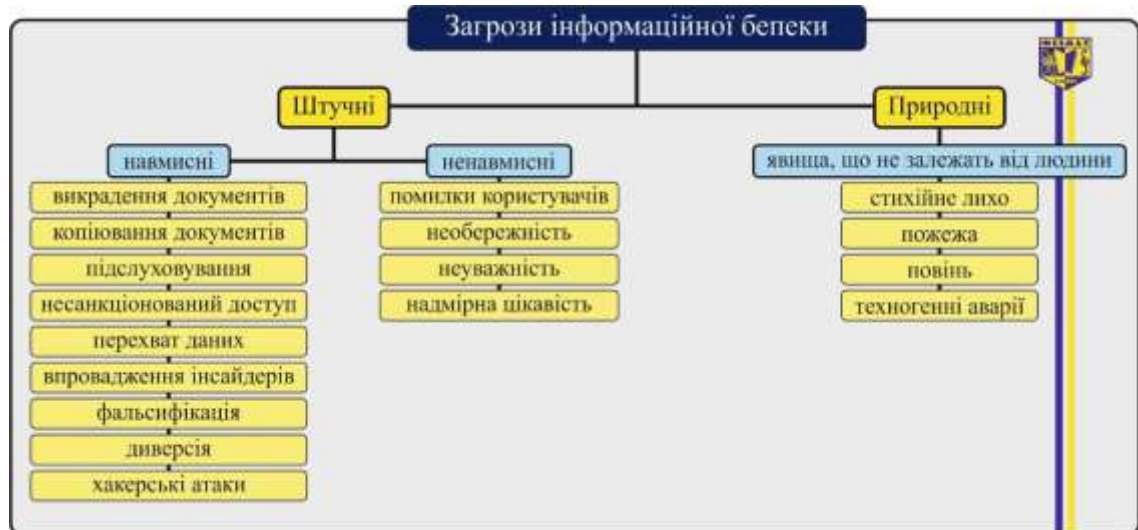 Загрози інформаційної бепеки
Штучні
Природні
навмисні
ненавмисні
явища, що не залежать від людини
викрадення документів
копіювання документів
підслуховування
несанкціонований доступ
перехват даних
впровадження інсайдерів
фальсифікація
диверсія
хакерські атаки
помилки користувачів
необережність
неуважність
надмірна цікавість
стихійне лихо
пожежа
повінь
техногенні аварії